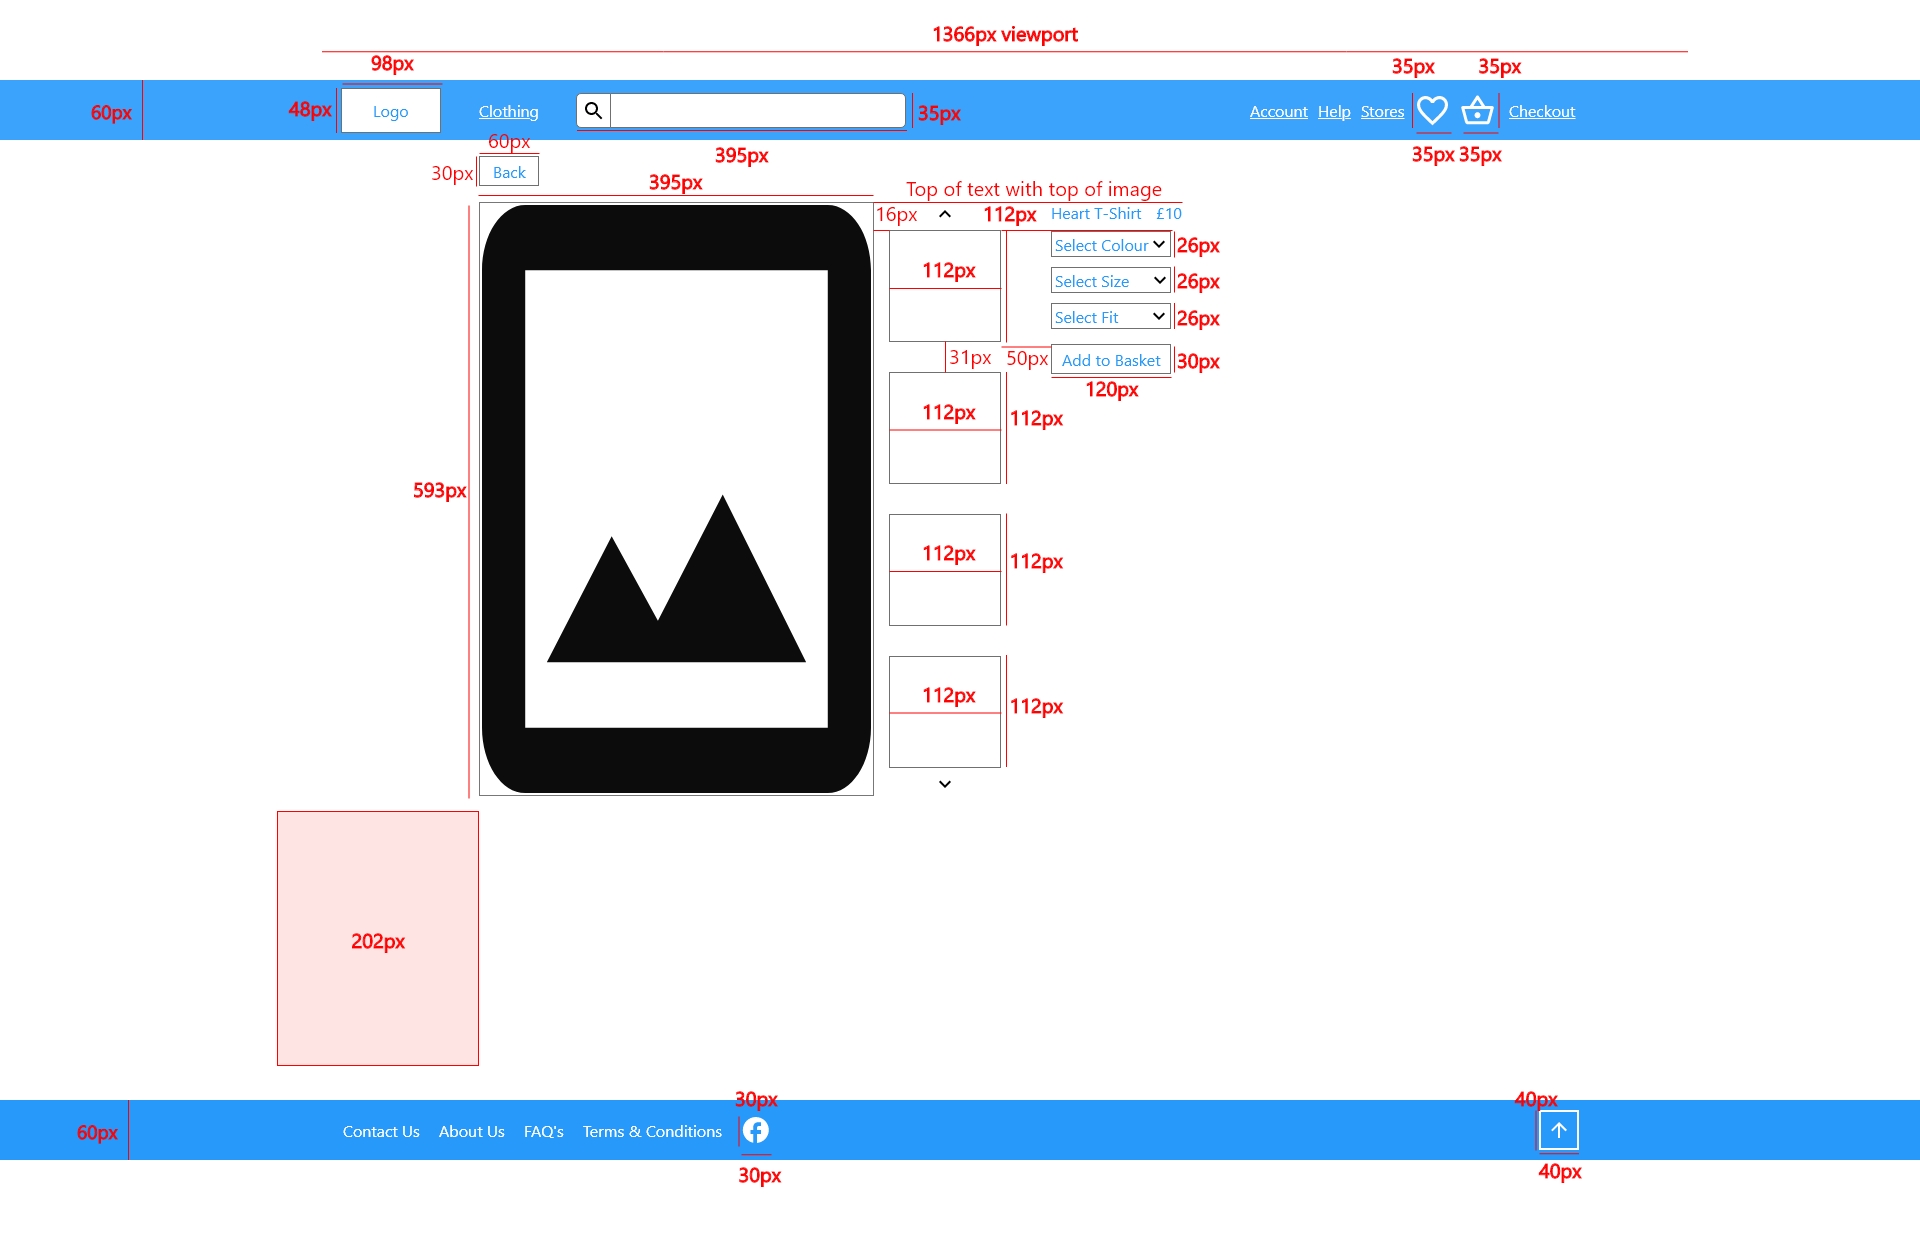 1366px viewport
98px
35px 35px
60px
48px
Logo
Clothing
35px
Account Help Stores
Checkout
60px
395px
35px 35px
30px
Back
395px
Top of text with top of image
16px
112px
Heart T-Shirt £10
112px
Select Colour
26px
Select Size
26px
Select Fit
26px
31px
50px
Add to Basket
30px
120px
112px
112px
593px
112px
112px
112px
112px
202px
30px
40px
60px
Contact Us About Us FAQ's Terms & Conditions
30px
40px